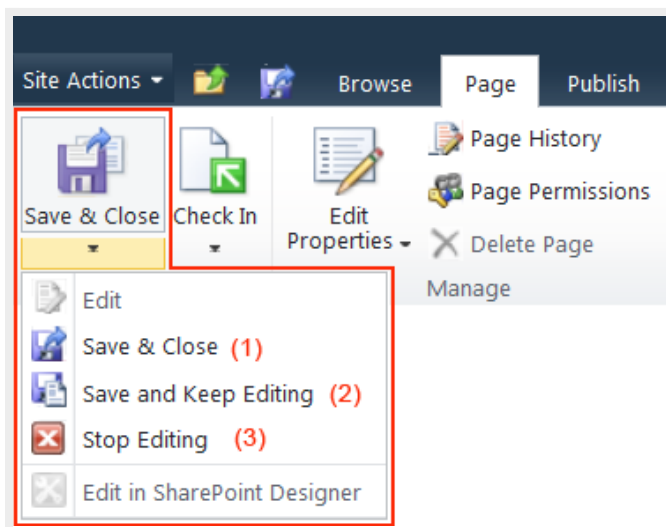 Site Actions Browse Page Publish
Save & Close Check In Edit Properties Page History
Page Permissions
Delete Page
Manage
Edit
Save & Close (1)
Save and Keep Editing (2)
Stop Editing (3)
Edit in SharePoint Designer